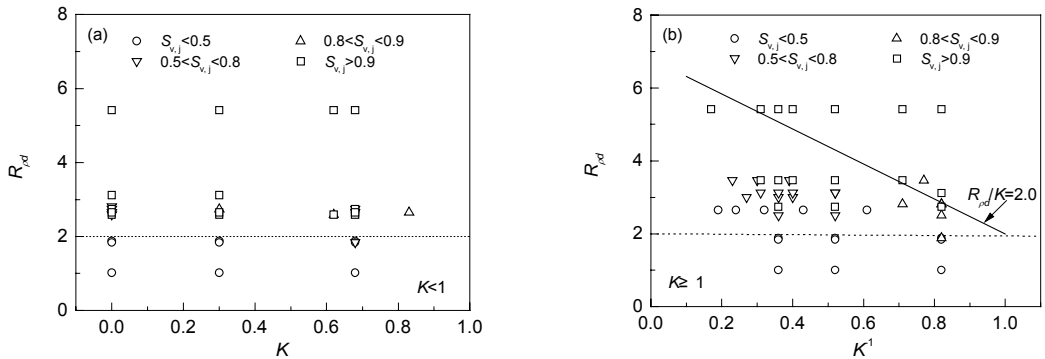 (a)
S_v, j<0.5
0.8<S_v, j<0.9
0.5<S_v, j<0.8
S_v, j>0.9
8
6
4
2
0
R_ρd
K<1
0.0 0.2 0.4 0.6 0.8 1.0
K
(b)
S_v, j<0.5
0.8<S_v, j<0.9
0.5<S_v, j<0.8
S_v, j>0.9
8
6
4
2
0
R_ρd
R_ρd/K=2.0
K≥ 1
0.0 0.2 0.4 0.6 0.8 1.0
K^-1